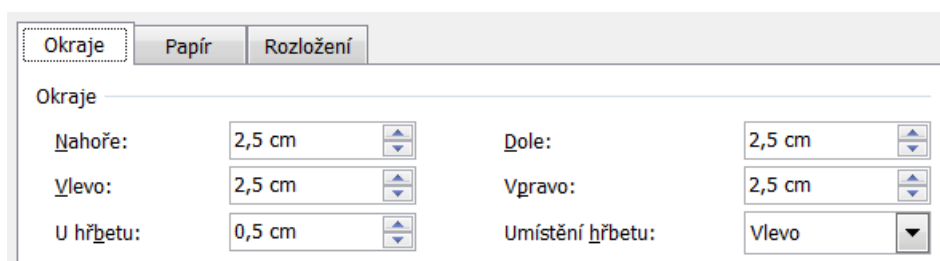 Okraje Papír Rozložení
Okraje
Nahoře: 2,5 cm Dole: 2,5 cm
Vlevo: 2,5 cm Vpravo: 2,5 cm
U hřbetu: 0,5 cm Umístění hřbetu: Vlevo